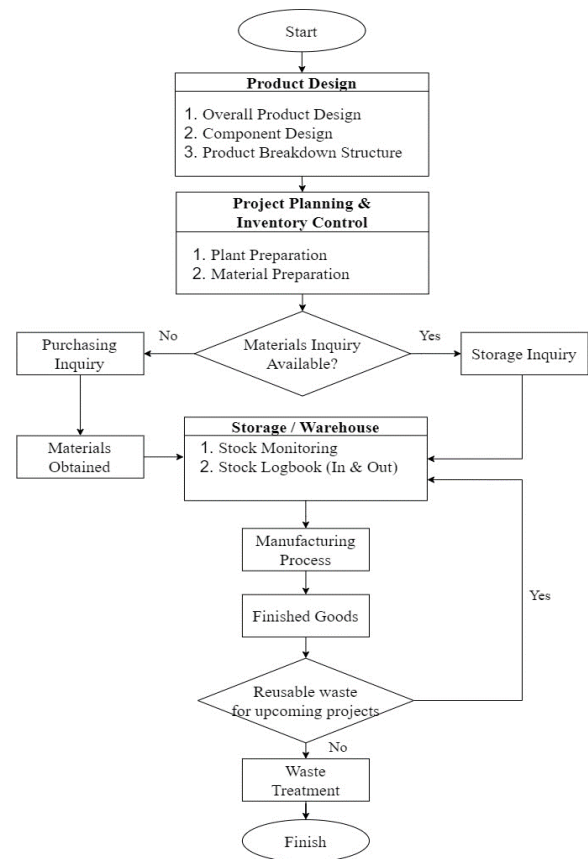 Start
Product Design
1. Overall Product Design
2. Component Design
3. Product Breakdown Structure
Project Planning &
Inventory Control
1. Plant Preparation
2. Material Preparation
No
Materials Inquiry
Available?
Yes
Purchasing
Inquiry
Storage Inquiry
Materials
Obtained
Storage / Warehouse
1. Stock Monitoring
2. Stock Logbook (In & Out)
Manufacturing
Process
Finished Goods
Yes
Reusable waste
for upcoming projects
No
Waste
Treatment
Finish